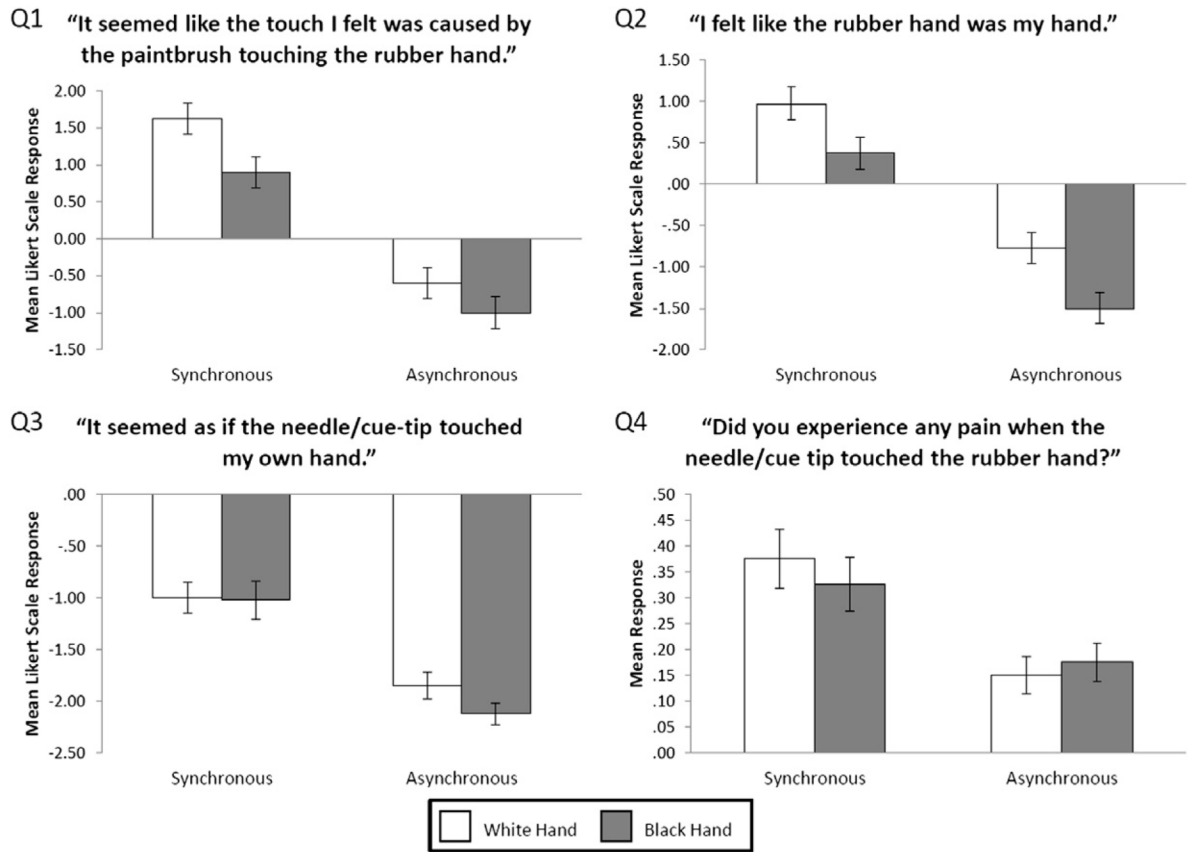 Q1 “It seemed like the touch I felt was caused by
the paintbrush touching the rubber hand.”
Mean Likert Scale Response
2.00
1.50
1.00
0.50
0.00
-0.50
-1.00
-1.50
Synchronous Asynchronous
Q2 “I felt like the rubber hand was my hand.”
Mean Likert Scale Response
1.50
1.00
.50
.00
-.50
-1.00
-1.50
-2.00
Synchronous Asynchronous
Q3 “It seemed as if the needle/cue-tip touched
my own hand.”
Mean Likert Scale Response
.00
-.50
-1.00
-1.50
-2.00
-2.50
Synchronous Asynchronous
Q4 “Did you experience any pain when the
needle/cue tip touched the rubber hand?”
Mean Response
.50
.45
.40
.35
.30
.25
.20
.15
.10
.05
.00
Synchronous Asynchronous
White Hand Black Hand